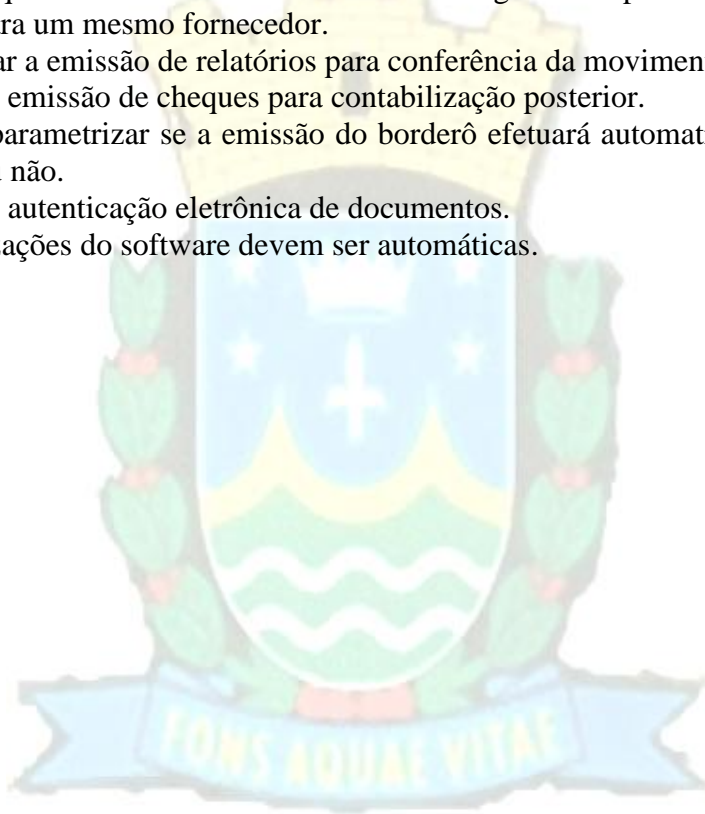 ra um mesmo fornecedor.
ar a emissão de relatórios para conferência da movimen
emissão de cheques para contabilização posterior.
parametrizar se a emissão do borderô efetuará automati
não.
autenticação eletrônica de documentos.
ações do software devem ser automáticas.
FONS AQUAE VITAE